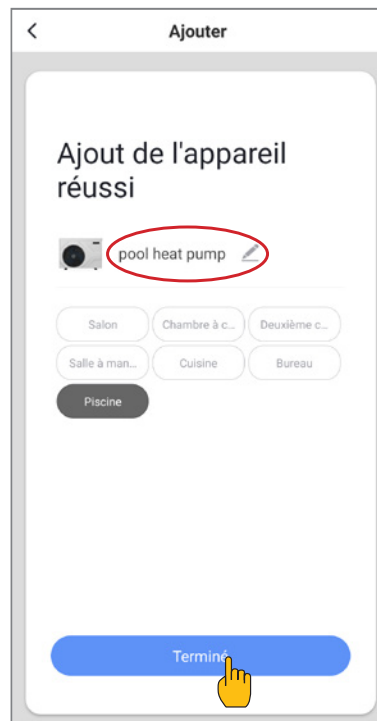 Ajouter
Ajout de l'appareil
réussi
pool heat pump
Salon Chambre à c... Deuxième c...
Salle à man... Cuisine Bureau
Piscine
Terminé